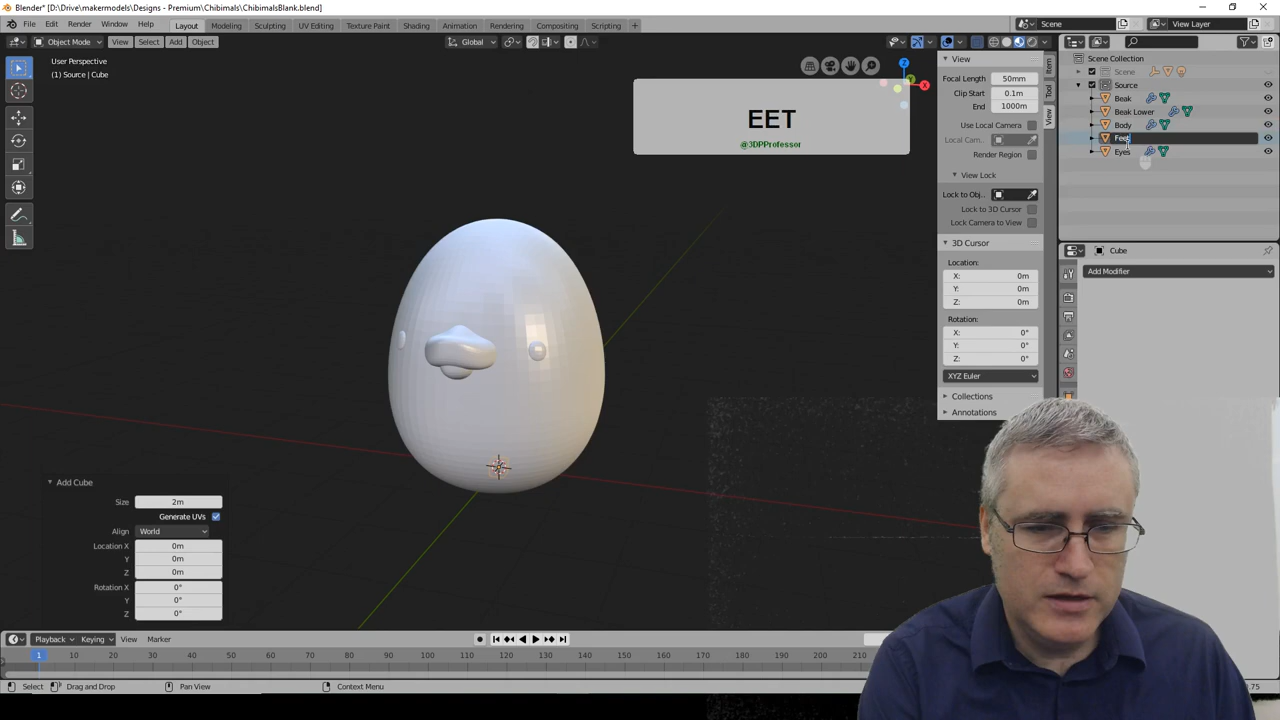 Blender* [D:\Drive\makermodels\Designs - Premium\Chibimals\ChibimalsBlank.blend]
File Edit Render Window Help Layout Modeling Sculpting UV Editing Texture Paint Shading Animation Rendering Compositing Scripting + Scene View Layer
Object Mode View Select Add Object Global
User Perspective
(1) Source | Cube
EET
@3DPProfessor
Z
X
View
Focal Length 50mm
Clip Start 0.1m
End 1000m
Use Local Camera
Local Cam..
Render Region
View Lock
Lock to Obj..
Lock to 3D Cursor
Lock Camera to View
3D Cursor
Location:
X: 0m
Y: 0m
Z: 0m
Rotation:
X: 0°
Y: 0°
Z: 0°
XYZ Euler
Collections
Annotations
Item
Tool
View
Scene Collection
Scene
Source
Beak
Beak Lower
Body
Feet
Eyes
Cube
Add Modifier
Add Cube
Size 2m
Generate UVs
Align World
Location X 0m
Y 0m
Z 0m
Rotation X 0°
Y 0°
Z 0°
Playback Keying View Marker
1 10 20 30 40 50 60 70 80 90 100 110 120 130 140 150 160 170 180 190 200 210
Select Drag and Drop Pan View Context Menu